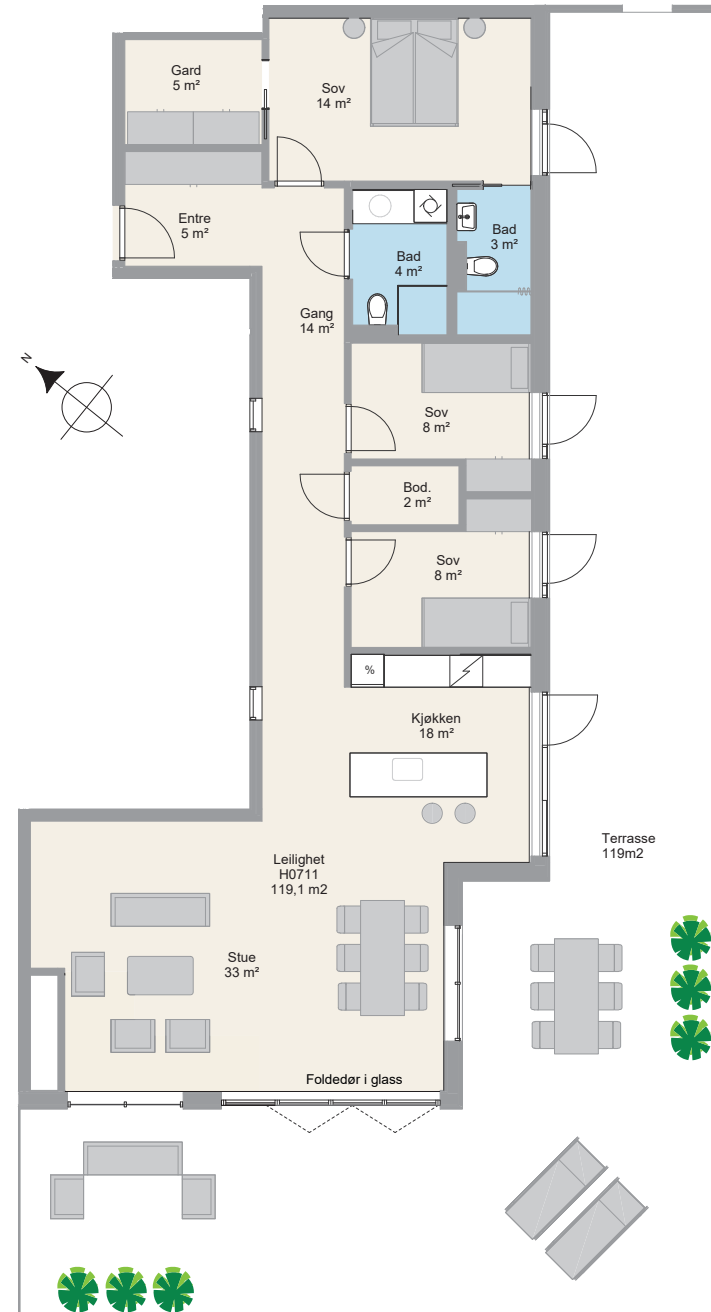 Gard
5 m²
Sov
14 m²
Entre
5 m²
Bad
3 m²
Bad
4 m²
Gang
14 m²
N
Sov
8 m²
Bod.
2 m²
Sov
8 m²
%
Kjøkken
18 m²
Terrasse
119m2
Leilighet
H0711
119,1 m2
Stue
33 m²
Foldedør i glass